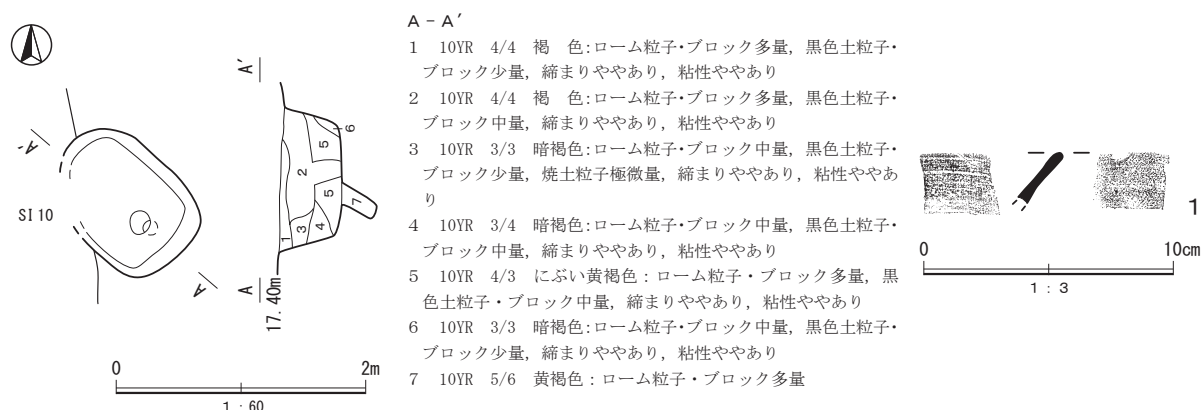 A′
A′
SI 10
A
A
17.40m
1
2
3
4
5
5
6
1
7
0 2m
1 : 60
A - A′
1 10YR 4/4 褐 色:ローム粒子・ブロック多量, 黒色土粒子・
ブロック少量, 締まりややあり, 粘性ややあり
2 10YR 4/4 褐 色:ローム粒子・ブロック多量, 黒色土粒子・
ブロック中量, 締まりややあり, 粘性ややあり
3 10YR 3/3 暗褐色:ローム粒子・ブロック中量, 黒色土粒子・
ブロック少量, 焼土粒子極微量, 締まりややあり, 粘性ややあ
り
4 10YR 3/4 暗褐色:ローム粒子・ブロック中量, 黒色土粒子・
ブロック中量, 締まりややあり, 粘性ややあり
5 10YR 4/3 にぶい黄褐色:ローム粒子・ブロック多量, 黒
色土粒子・ブロック中量, 締まりややあり, 粘性ややあり
6 10YR 3/3 暗褐色:ローム粒子・ブロック中量, 黒色土粒子・
ブロック少量, 締まりややあり, 粘性ややあり
7 10YR 5/6 黄褐色:ローム粒子・ブロック多量
1
0 10cm
1 : 3